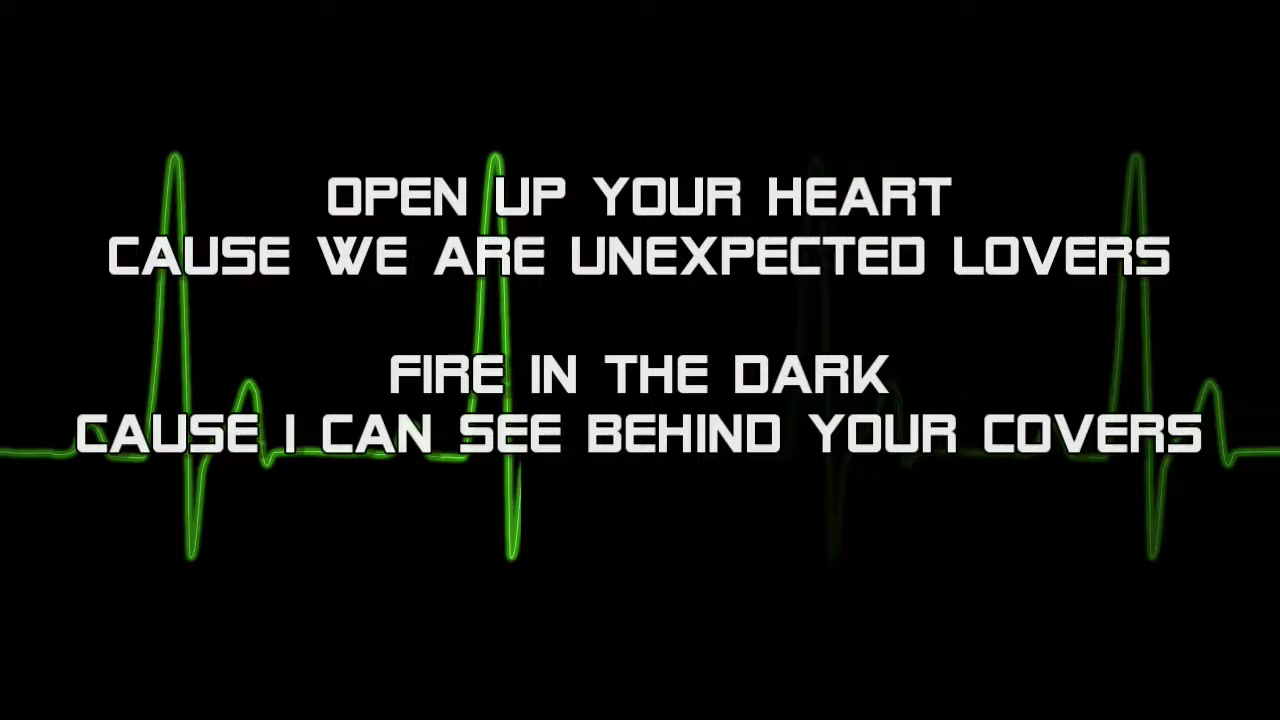 OPEN UP YOUR HEART
CAUSE WE ARE UNEXPECTED LOVERS
FIRE IN THE DARK
CAUSE I CAN SEE BEHIND YOUR COVERS